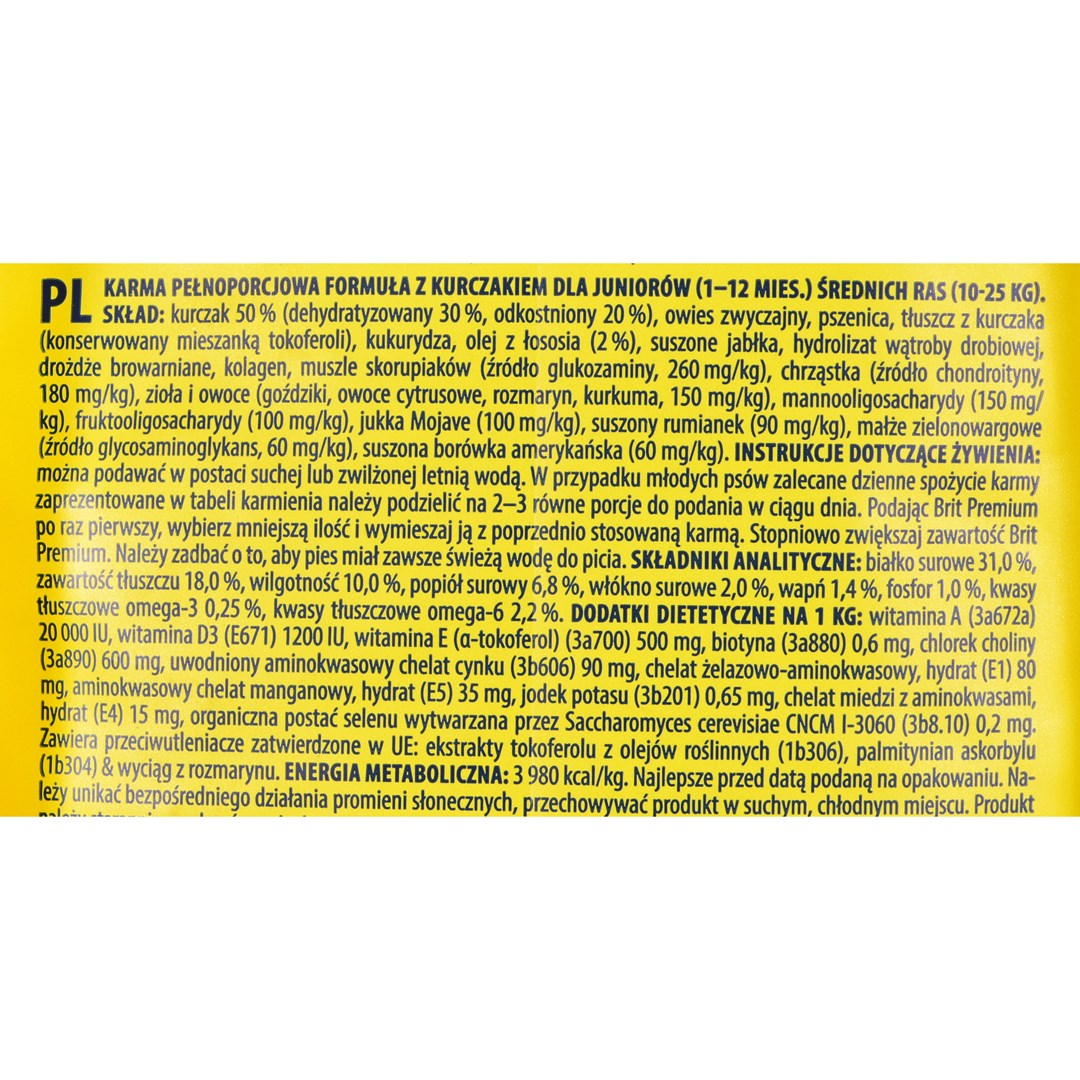 PL KARMA PEŁNOPORCJOWA FORMUŁA Z KURCZAKIEM DLA JUNIORÓW (1–12 MIES.) ŚREDNICH RAS (10-25 KG).
SKŁAD: kurczak 50 % (dehydratyzowany 30 %, odkostniony 20 %), owies zwyczajny, pszenica, tłuszcz z kurczaka
(konserwowany mieszanką tokoferoli), kukurydza, olej z łososia (2 %), suszone jabłka, hydrolizat wątroby drobiowej,
drożdże browarniane, kolagen, muszle skorupiaków (źródło glukozaminy, 260 mg/kg), chrząstka (źródło chondroityny,
180 mg/kg), zioła i owoce (goździki, owoce cytrusowe, rozmaryn, kurkuma, 150 mg/kg), mannooligosacharydy (150 mg/
kg), fruktooligosacharydy (100 mg/kg), jukka Mojave (100 mg/kg), suszony rumianek (90 mg/kg), małże zielonowargowe
(źródło glycosaminoglykans, 60 mg/kg), suszona borówka amerykańska (60 mg/kg). INSTRUKCJE DOTYCZĄCE ŻYWIENIA:
można podawać w postaci suchej lub zwilżonej letnią wodą. W przypadku młodych psów zalecane dzienne spożycie karmy
zaprezentowane w tabeli karmienia należy podzielić na 2–3 równe porcje do podania w ciągu dnia. Podając Brit Premium
po raz pierwszy, wybierz mniejszą ilość i wymieszaj ją z poprzednio stosowaną karmą. Stopniowo zwiększaj zawartość Brit
Premium. Należy zadbać o to, aby pies miał zawsze świeżą wodę do picia. SKŁADNIKI ANALITYCZNE: białko surowe 31,0 %,
zawartość tłuszczu 18,0 %, wilgotność 10,0 %, popiół surowy 6,8 %, włókno surowe 2,0 %, wapń 1,4 %, fosfor 1,0 %, kwasy
tłuszczowe omega-3 0,25 %, kwasy tłuszczowe omega-6 2,2 %. DODATKI DIETETYCZNE NA 1 KG: witamina A (3a672a)
20 000 IU, witamina D3 (E671) 1200 IU, witamina E (α-tokoferol) (3a700) 500 mg, biotyna (3a880) 0,6 mg, chlorek choliny
(3a890) 600 mg, uwodniony aminokwasowy chelat cynku (3b606) 90 mg, chelat żelazowo-aminokwasowy, hydrat (E1) 80
mg, aminokwasowy chelat manganowy, hydrat (E5) 35 mg, jodek potasu (3b201) 0,65 mg, chelat miedzi z aminokwasami,
hydrat (E4) 15 mg, organiczna postać selenu wytwarzana przez Saccharomyces cerevisiae CNCM I-3060 (3b8.10) 0,2 mg.
Zawiera przeciwutleniacze zatwierdzone w UE: ekstrakty tokoferolu z olejów roślinnych (1b306), palmitynian askorbylu
(1b304) & wyciąg z rozmarynu. ENERGIA METABOLICZNA: 3 980 kcal/kg. Najlepsze przed datą podaną na opakowaniu. Na-
leży unikać bezpośredniego działania promieni słonecznych, przechowywać produkt w suchym, chłodnym miejscu. Produkt